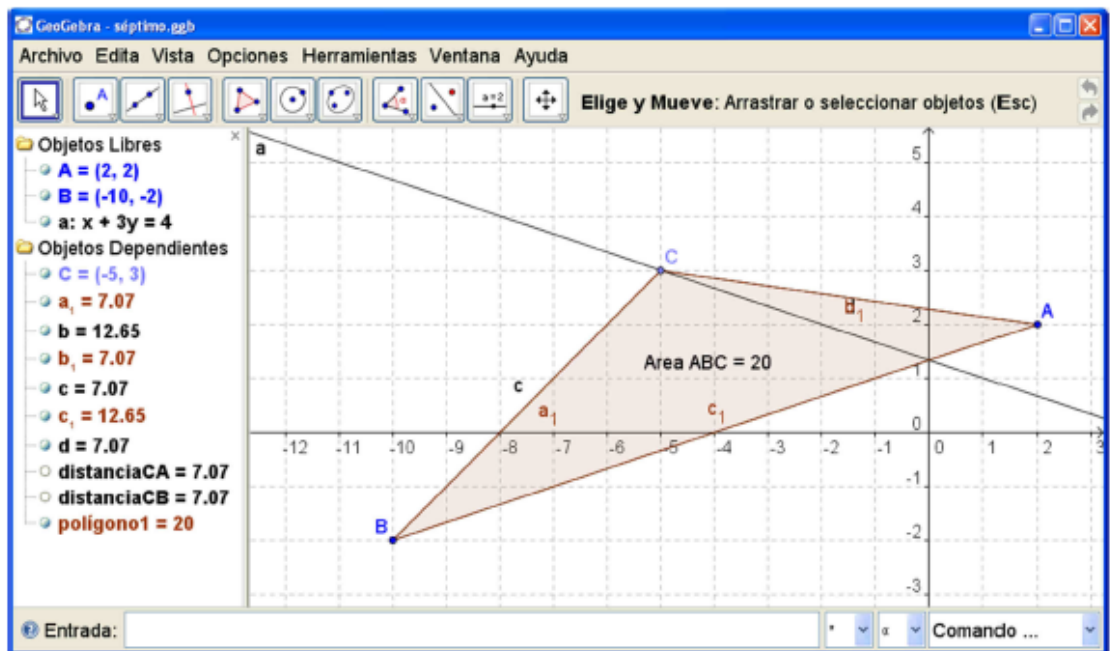 GeoGebra - séptimo.ggb
Archivo Edita Vista Opciones Herramientas Ventana Ayuda
A
α
a=2
Elige y Mueve: Arrastrar o seleccionar objetos (Esc)
Objetos Libres
A = (2, 2)
B = (-10, -2)
a: x + 3y = 4
Objetos Dependientes
C = (-5, 3)
a₁ = 7.07
b = 12.65
b₁ = 7.07
c = 7.07
c₁ = 12.65
d = 7.07
distanciaCA = 7.07
distanciaCB = 7.07
polígono1 = 20
a
5
4
C
3
2
A
Area ABC = 20
1
c
a₁
c₁
0
-12 -10 -9 -8 -7 -6 -5 -4 -3 -2 -1 0 1 2 3
-1
B
-2
-3
Entrada:
°
α
Comando ...